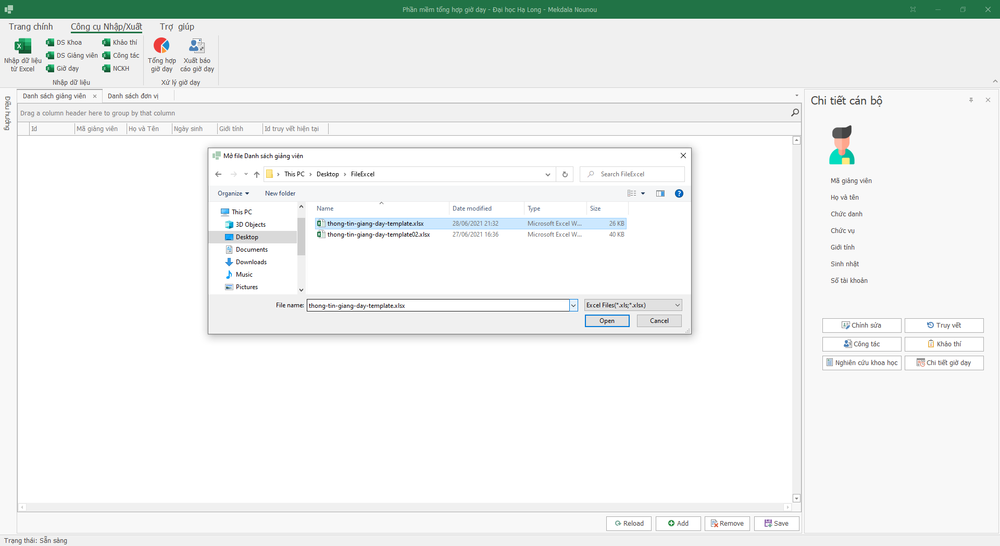 Phần mềm tổng hợp giờ dạy - Đại học Hạ Long - Mekdala Nounou
Trang chính
Công cụ Nhập/Xuất
Trợ giúp
Nhập dữ liệu
từ Excel
DS Khoa
DS Giảng viên
Giờ dạy
Khảo thí
Công tác
NCKH
Nhập dữ liệu
Tổng hợp
giờ dạy
Xuất báo
cáo giờ dạy
Xử lý giờ dạy
Điều hướng
Danh sách giảng viên
Danh sách đơn vị
Drag a column header here to group by that column
Id
Mã giảng viên
Họ và Tên
Ngày sinh
Giới tính
Id truy vết hiện tại
Mở file Danh sách giảng viên
This PC
Desktop
FileExcel
Search FileExcel
Organize
New folder
This PC
3D Objects
Desktop
Documents
Downloads
Music
Pictures
Name
Date modified
Type
Size
thong-tin-giang-day-template.xlsx
28/06/2021 21:32
Microsoft Excel W...
26 KB
thong-tin-giang-day-template02.xlsx
27/06/2021 16:36
Microsoft Excel W...
40 KB
File name:
thong-tin-giang-day-template.xlsx
Excel Files(*.xls;*.xlsx)
Open
Cancel
Chi tiết cán bộ
Mã giảng viên
Họ và tên
Chức danh
Chức vụ
Giới tính
Sinh nhật
Số tài khoản
Chỉnh sửa
Truy vết
Công tác
Khảo thí
Nghiên cứu khoa học
Chi tiết giờ dạy
Reload
Add
Remove
Save
Trạng thái: Sẵn sàng